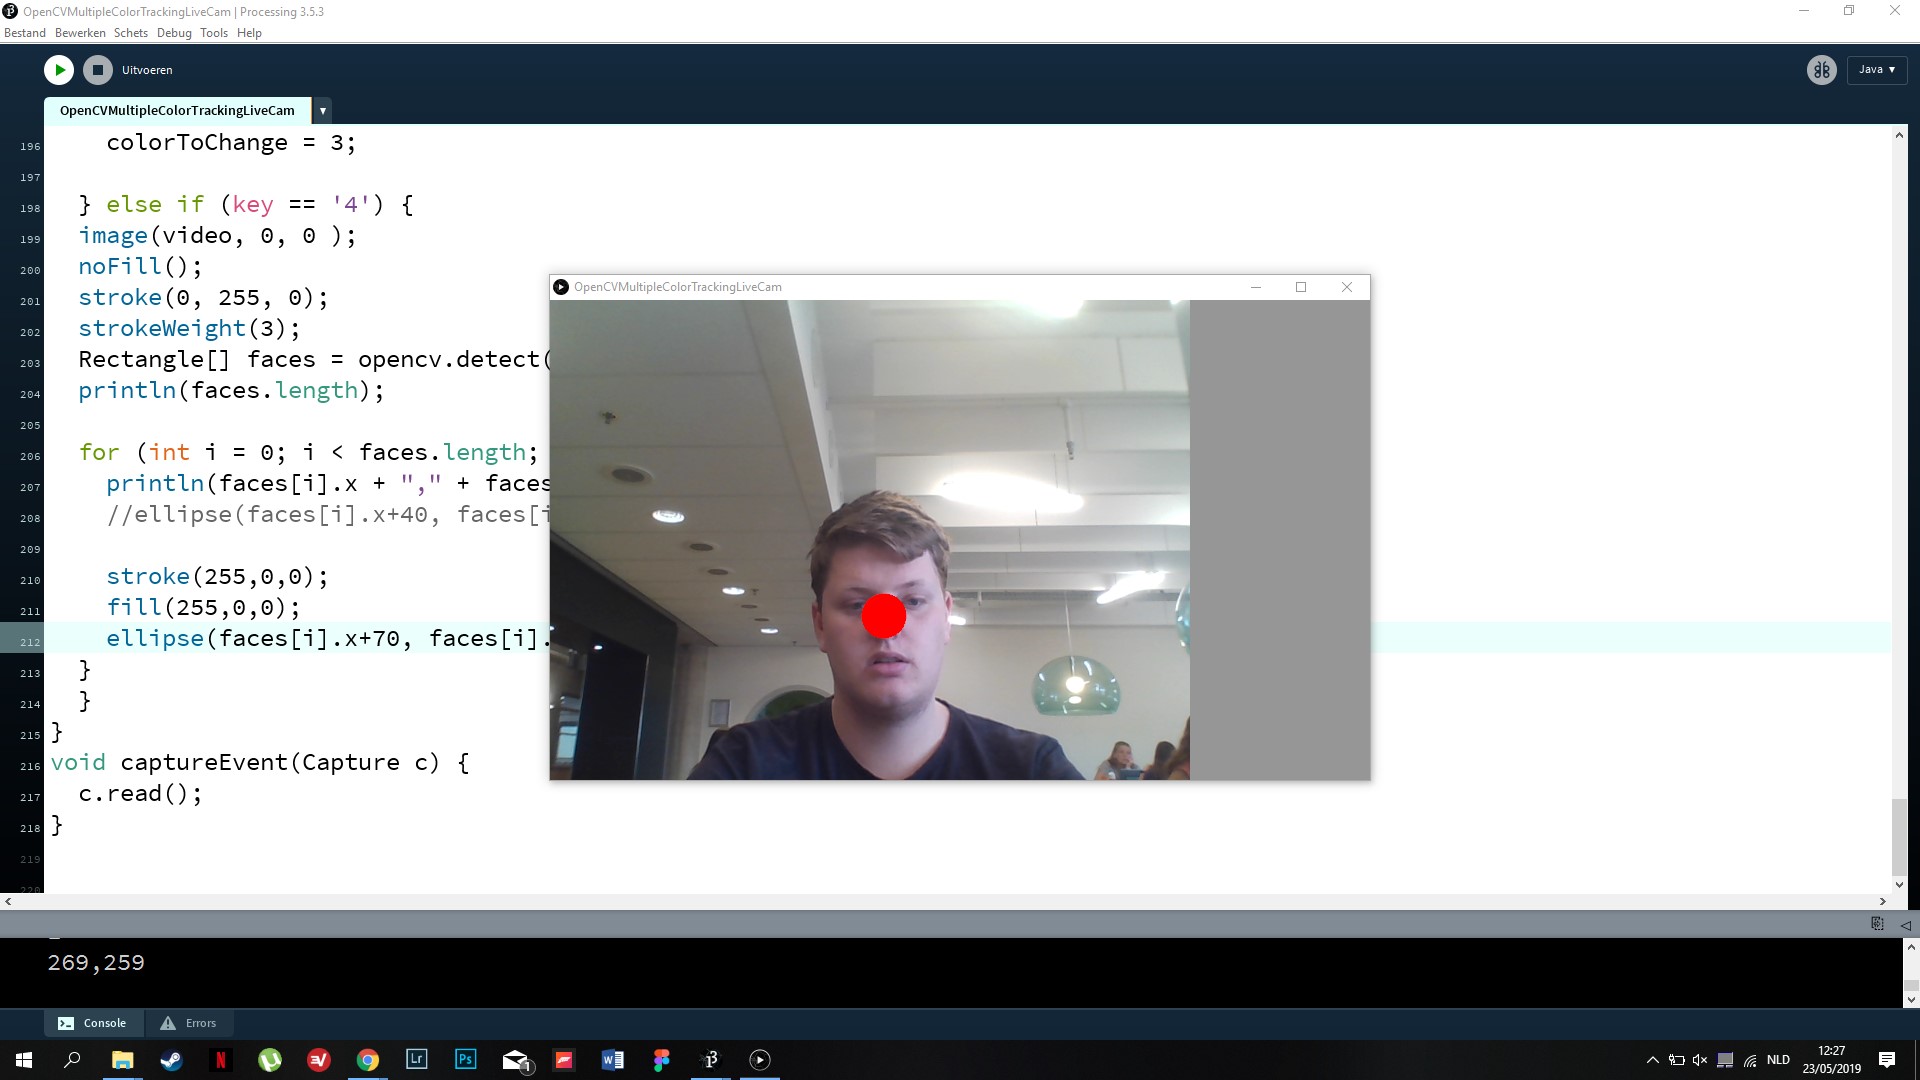 OpenCVMultipleColorTrackingLiveCam | Processing 3.5.3
Bestand Bewerken Schets Debug Tools Help
Uitvoeren
Java ▾
OpenCVMultipleColorTrackingLiveCam ▾
196 colorToChange = 3;
197
198 } else if (key == '4') {
199 image(video, 0, 0 );
200 noFill();
201 stroke(0, 255, 0);
202 strokeWeight(3);
203 Rectangle[] faces = opencv.detect(
204 println(faces.length);
205
206 for (int i = 0; i < faces.length;
207 println(faces[i].x + "," + faces
208 //ellipse(faces[i].x+40, faces[i
209
210 stroke(255,0,0);
211 fill(255,0,0);
212 ellipse(faces[i].x+70, faces[i].
213 }
214 }
215 }
216 void captureEvent(Capture c) {
217 c.read();
218 }
219
220
OpenCVMultipleColorTrackingLiveCam
269,259
Console Errors
Lr Ps 1 NLD
12:27
23/05/2019